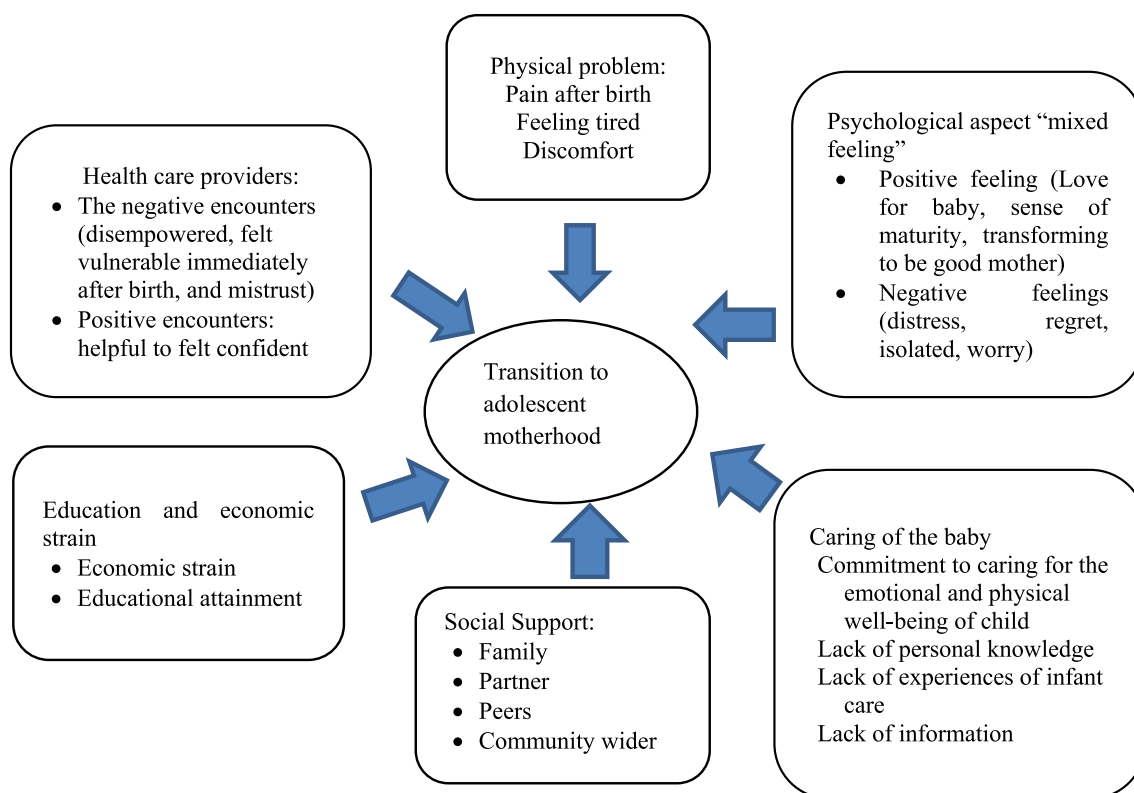 Physical problem:
Pain after birth
Feeling tired
Discomfort
Health care providers:
• The negative encounters
(disempowered, felt
vulnerable immediately
after birth, and mistrust)
• Positive encounters:
helpful to felt confident
Psychological aspect “mixed
feeling”
• Positive feeling (Love
for baby, sense of
maturity, transforming
to be good mother)
• Negative feelings
(distress, regret,
isolated, worry)
Transition to
adolescent
motherhood
Education and economic
strain
• Economic strain
• Educational attainment
Social Support:
• Family
• Partner
• Peers
• Community wider
Caring of the baby
Commitment to caring for the
emotional and physical
well-being of child
Lack of personal knowledge
Lack of experiences of infant
care
Lack of information